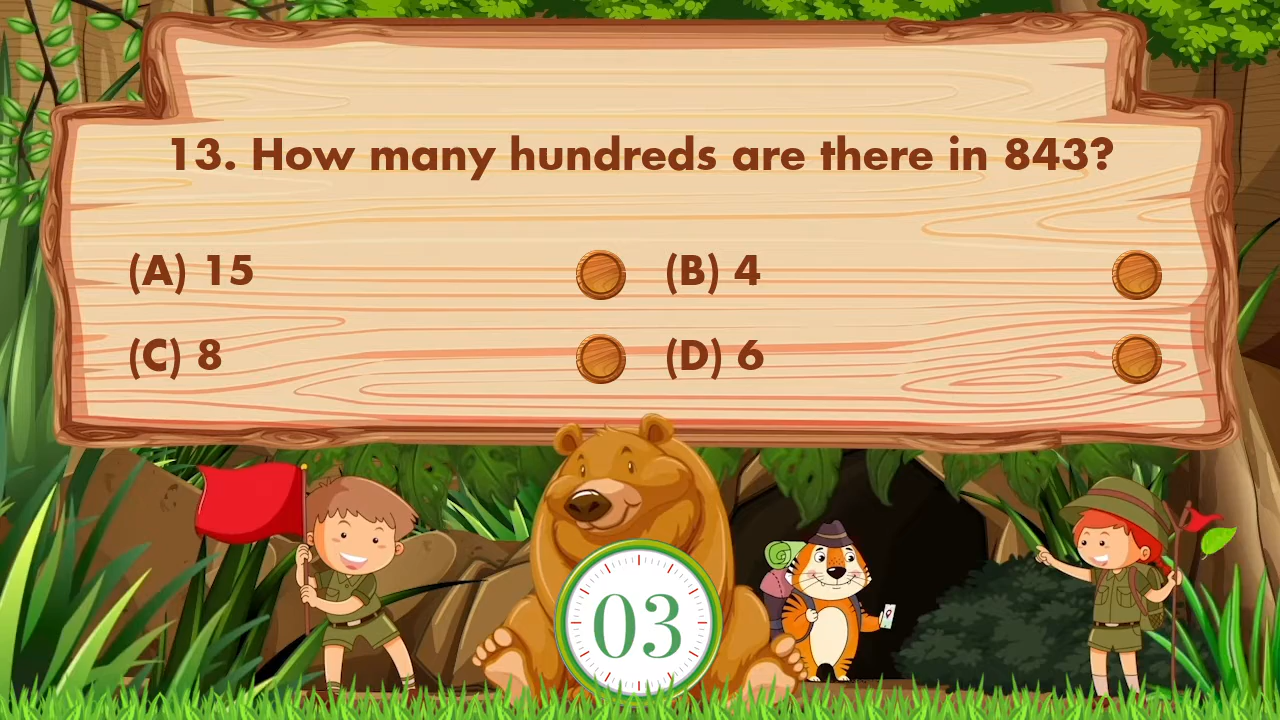 13. How many hundreds are there in 843?
(A) 15
(B) 4
(C) 8
(D) 6
03